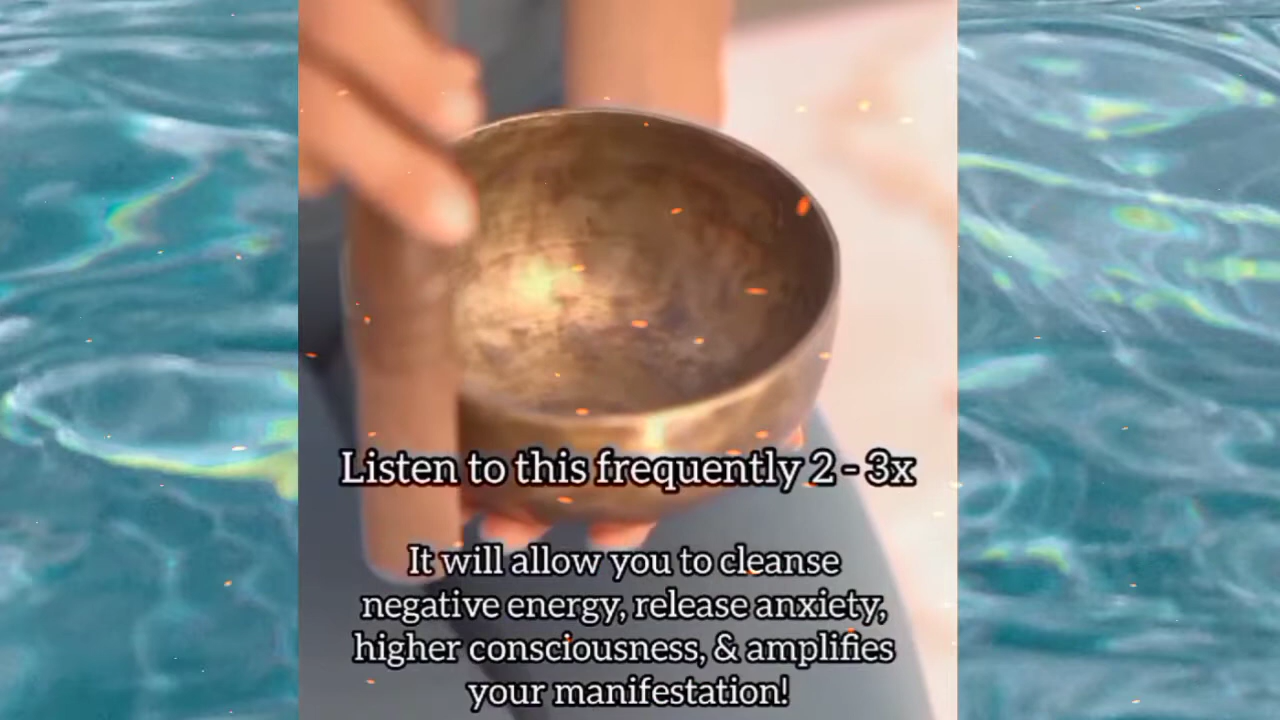 Listen to this frequently 2 - 3x
It will allow you to cleanse
negative energy, release anxiety,
higher consciousness, & amplifies
your manifestation!